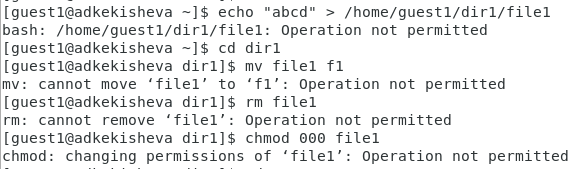 [guest1@adkekisheva ~]$ echo "abcd" > /home/guest1/dir1/file1
bash: /home/guest1/dir1/file1: Operation not permitted
[guest1@adkekisheva ~]$ cd dir1
[guest1@adkekisheva dir1]$ mv file1 f1
mv: cannot move ‘file1’ to ‘f1’: Operation not permitted
[guest1@adkekisheva dir1]$ rm file1
rm: cannot remove ‘file1’: Operation not permitted
[guest1@adkekisheva dir1]$ chmod 000 file1
chmod: changing permissions of ‘file1’: Operation not permitted